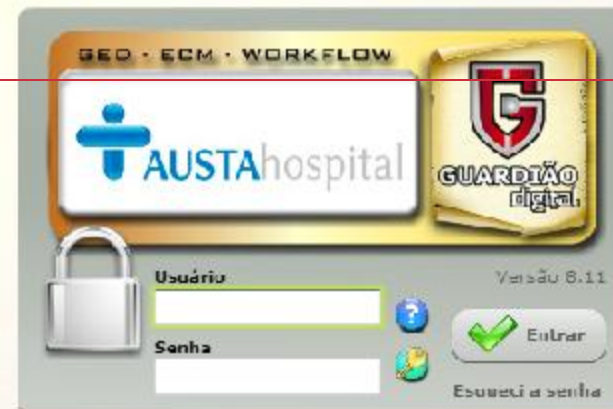 GED - ECM - WORKFLOW
AUSTAhospital
GUARDIÃO
digital
Usuário
Versão 8.11
Entrar
Senha
Esqueci a senha